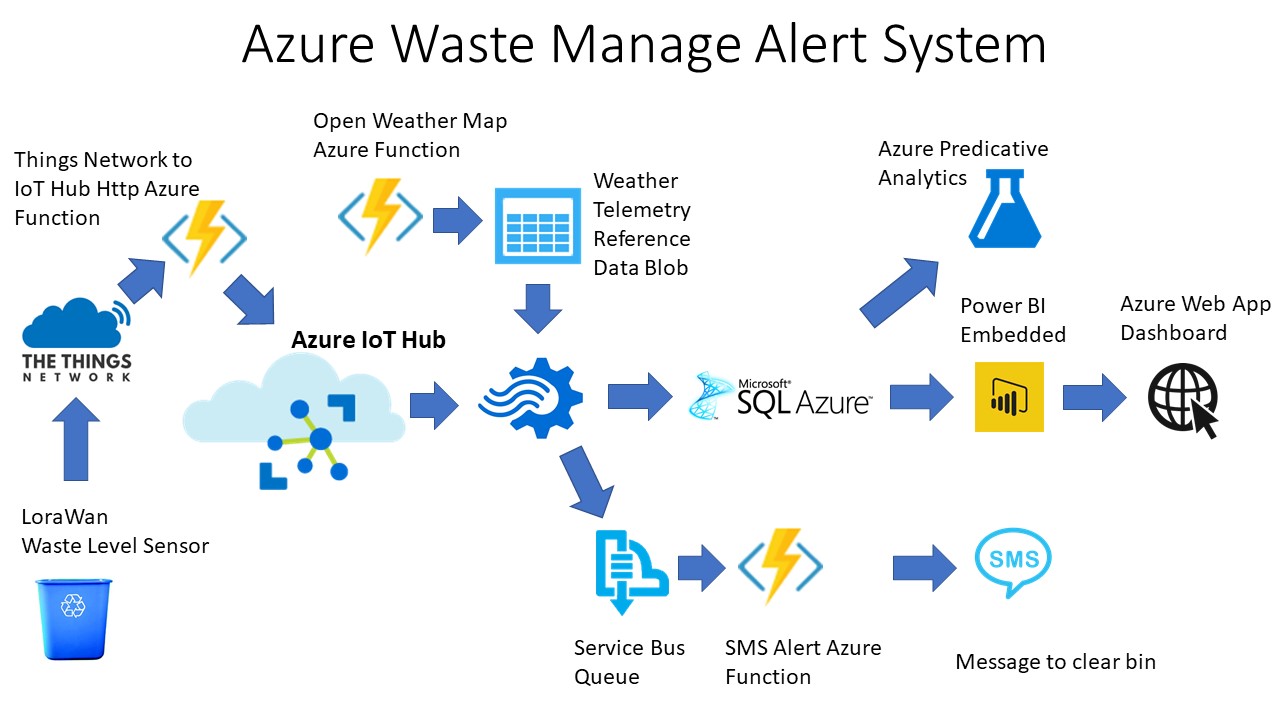 Azure Waste Manage Alert System
Open Weather Map
Azure Function
Things Network to
IoT Hub Http Azure
Function
Weather
Telemetry
Reference
Data Blob
Azure Predicative
Analytics
THE THINGS
NETWORK
Azure IoT Hub
Microsoft®
SQL Azure™
Power BI
Embedded
Azure Web App
Dashboard
LoraWan
Waste Level Sensor
SMS
Service Bus
Queue
SMS Alert Azure
Function
Message to clear bin